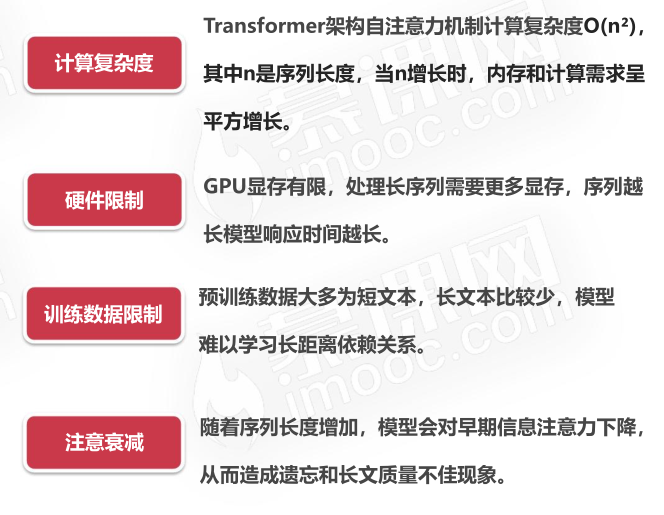 计算复杂度
Transformer架构自注意力机制计算复杂度O(n²)，
其中n是序列长度，当n增长时，内存和计算需求呈
平方增长。
硬件限制
GPU显存有限，处理长序列需要更多显存，序列越
长模型响应时间越长。
训练数据限制
预训练数据大多为短文本，长文本比较少，模型
难以学习长距离依赖关系。
注意衰减
随着序列长度增加，模型会对早期信息注意力下降，
从而造成遗忘和长文质量不佳现象。
慕课网
imooc.com
慕课网
imooc.com